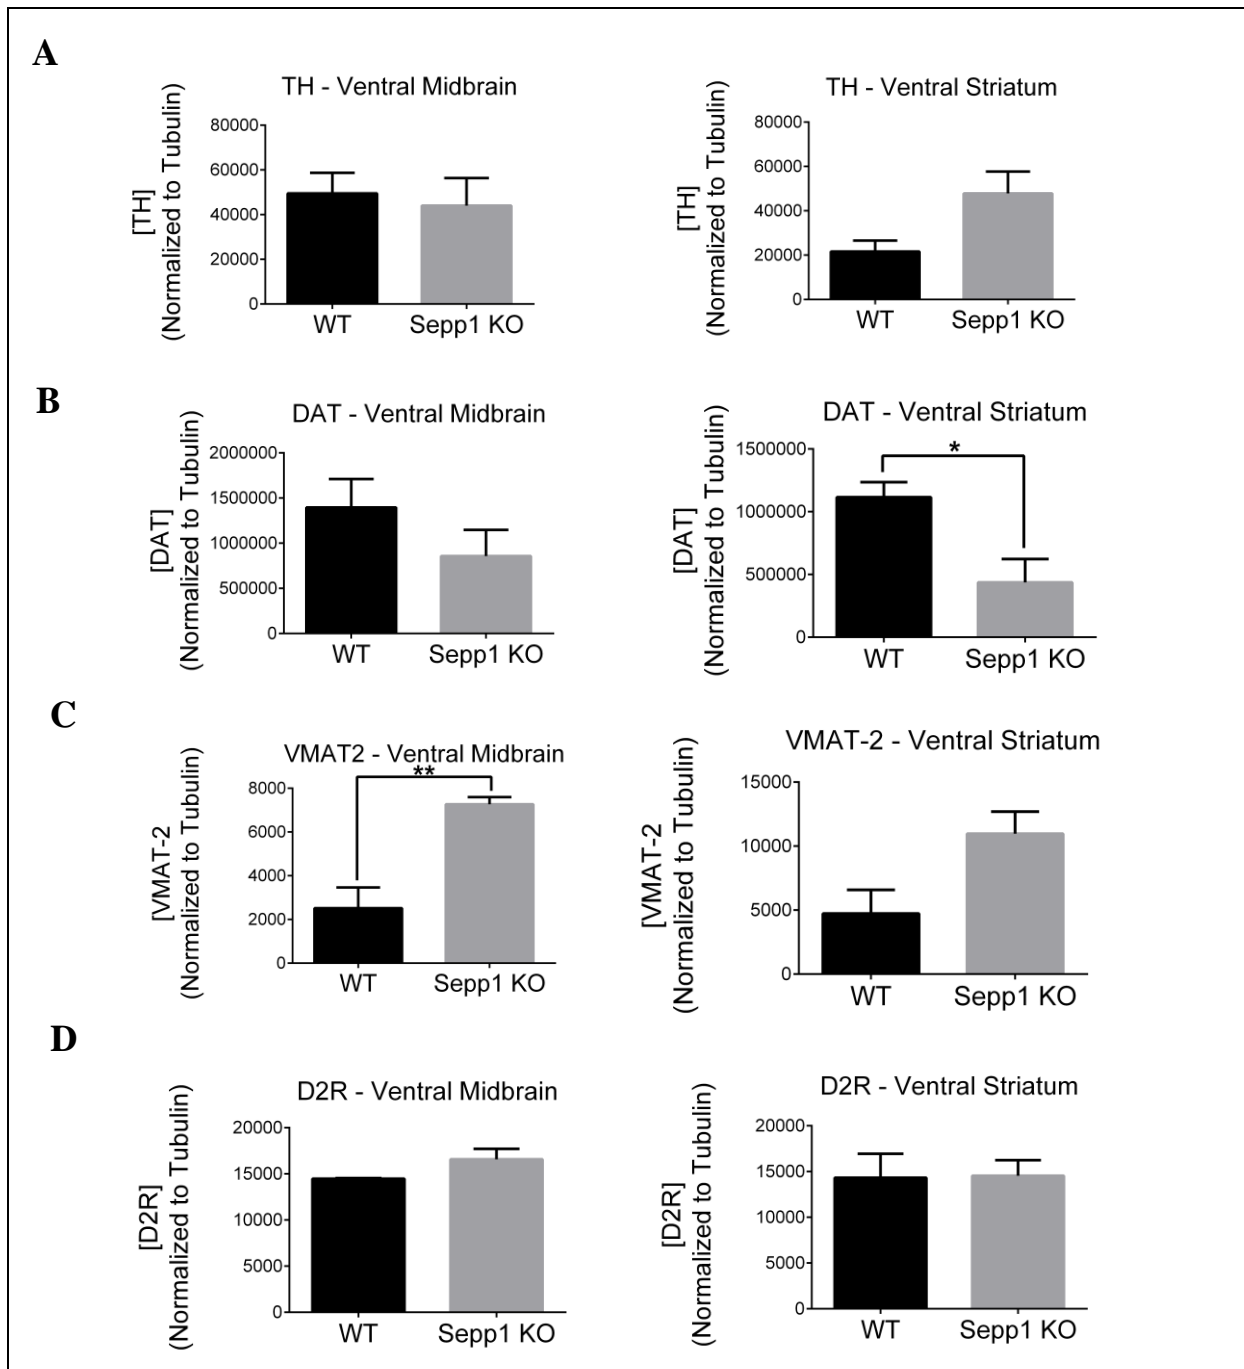 A
TH - Ventral Midbrain
[TH]
(Normalized to Tubulin)
80000
60000
40000
20000
0
WT
Sepp1 KO
TH - Ventral Striatum
[TH]
(Normalized to Tubulin)
80000
60000
40000
20000
0
WT
Sepp1 KO
B
DAT - Ventral Midbrain
[DAT]
(Normalized to Tubulin)
2000000
1500000
1000000
500000
0
WT
Sepp1 KO
DAT - Ventral Striatum
[DAT]
(Normalized to Tubulin)
1500000
1000000
500000
0
*
WT
Sepp1 KO
C
VMAT2 - Ventral Midbrain
[VMAT-2
(Normalized to Tubulin)
8000
6000
4000
2000
0
**
WT
Sepp1 KO
VMAT-2 - Ventral Striatum
[VMAT-2
(Normalized to Tubulin)
15000
10000
5000
0
WT
Sepp1 KO
D
D2R - Ventral Midbrain
[D2R]
(Normalized to Tubulin)
20000
15000
10000
5000
0
WT
Sepp1 KO
D2R - Ventral Striatum
[D2R]
(Normalized to Tubulin)
20000
15000
10000
5000
0
WT
Sepp1 KO